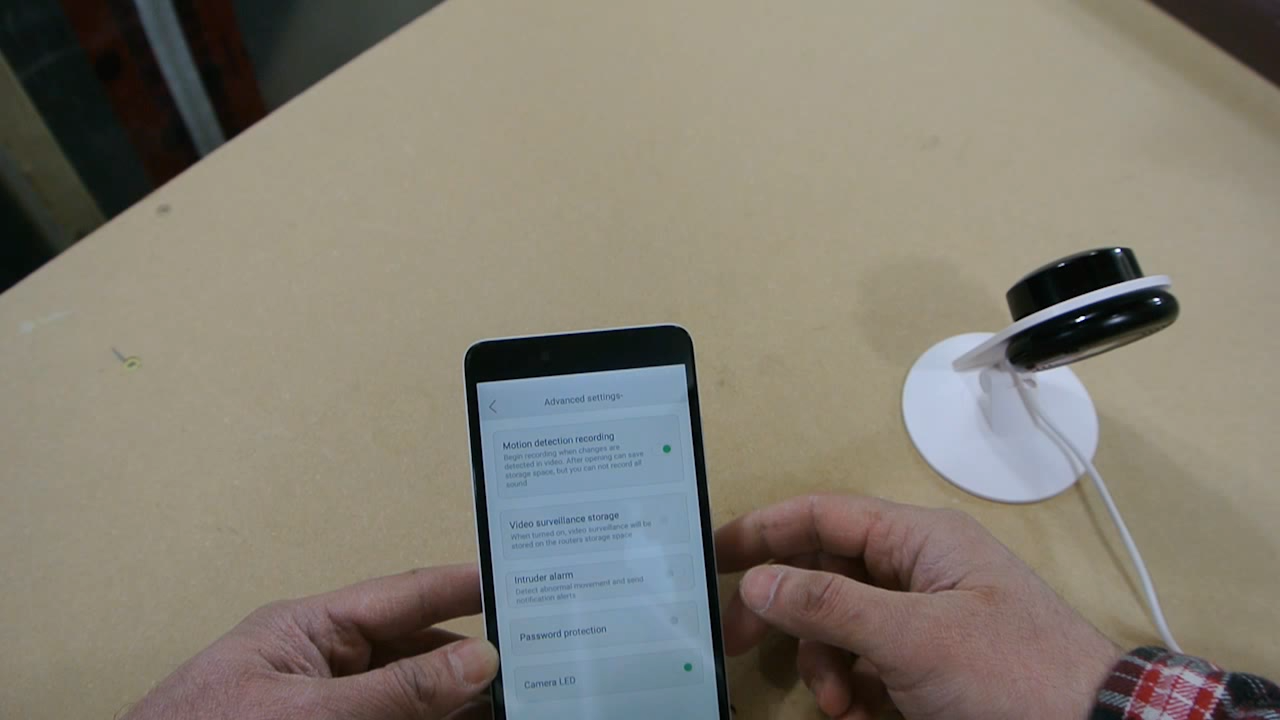 Advanced settings-
Motion detection recording
Begin recording when changes are
detected in video. After opening can save
storage space, but you can not record all
sound
Video surveillance storage
When turned on, video surveillance will be
stored on the routers storage space
Intruder alarm
Detect abnormal movement and send
notification alerts
Password protection
Camera LED